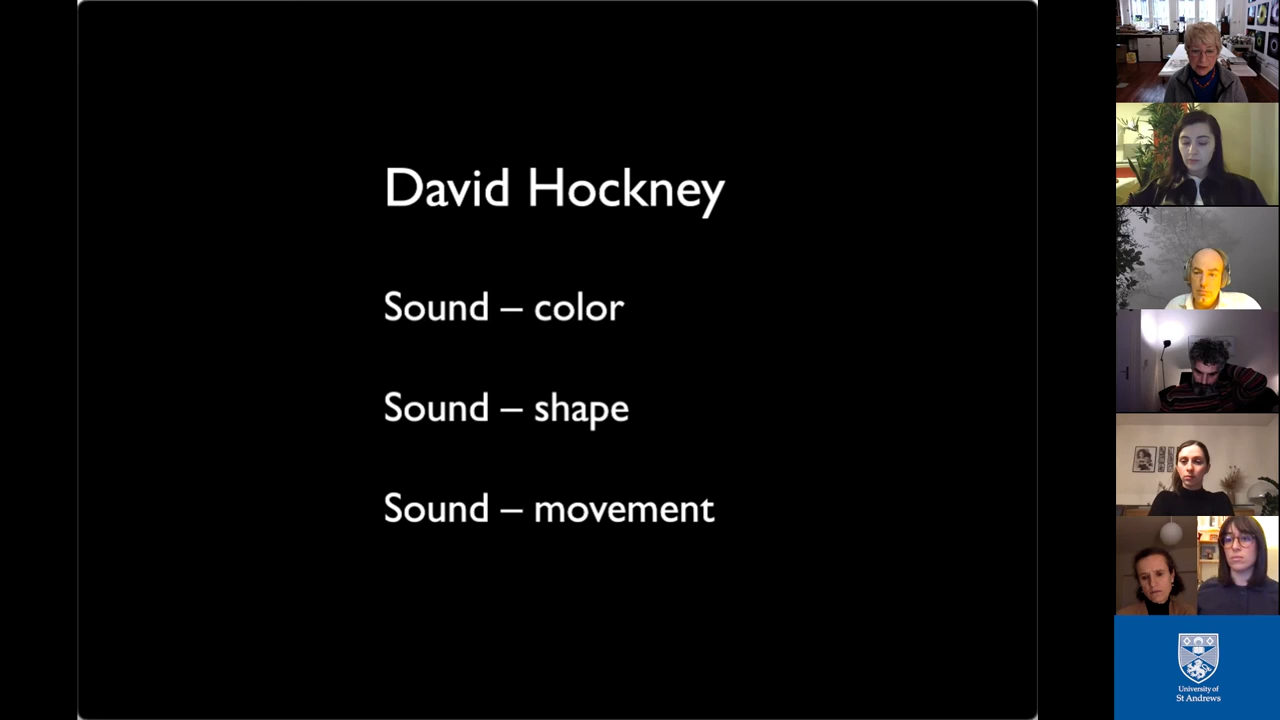 David Hockney
Sound – color
Sound – shape
Sound – movement
University of
St Andrews